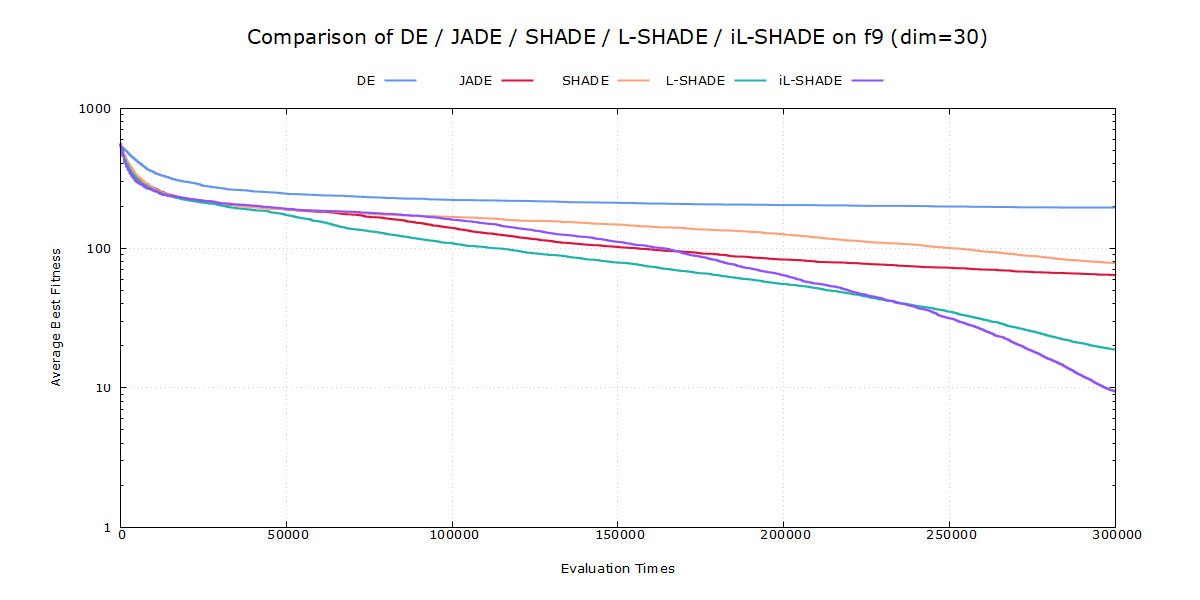 Comparison of DE / JADE / SHADE / L-SHADE / iL-SHADE on f9 (dim=30)
DE JADE SHADE L-SHADE iL-SHADE
1000
100
10
1
Average Best Fitness
0 50000 100000 150000 200000 250000 300000
Evaluation Times